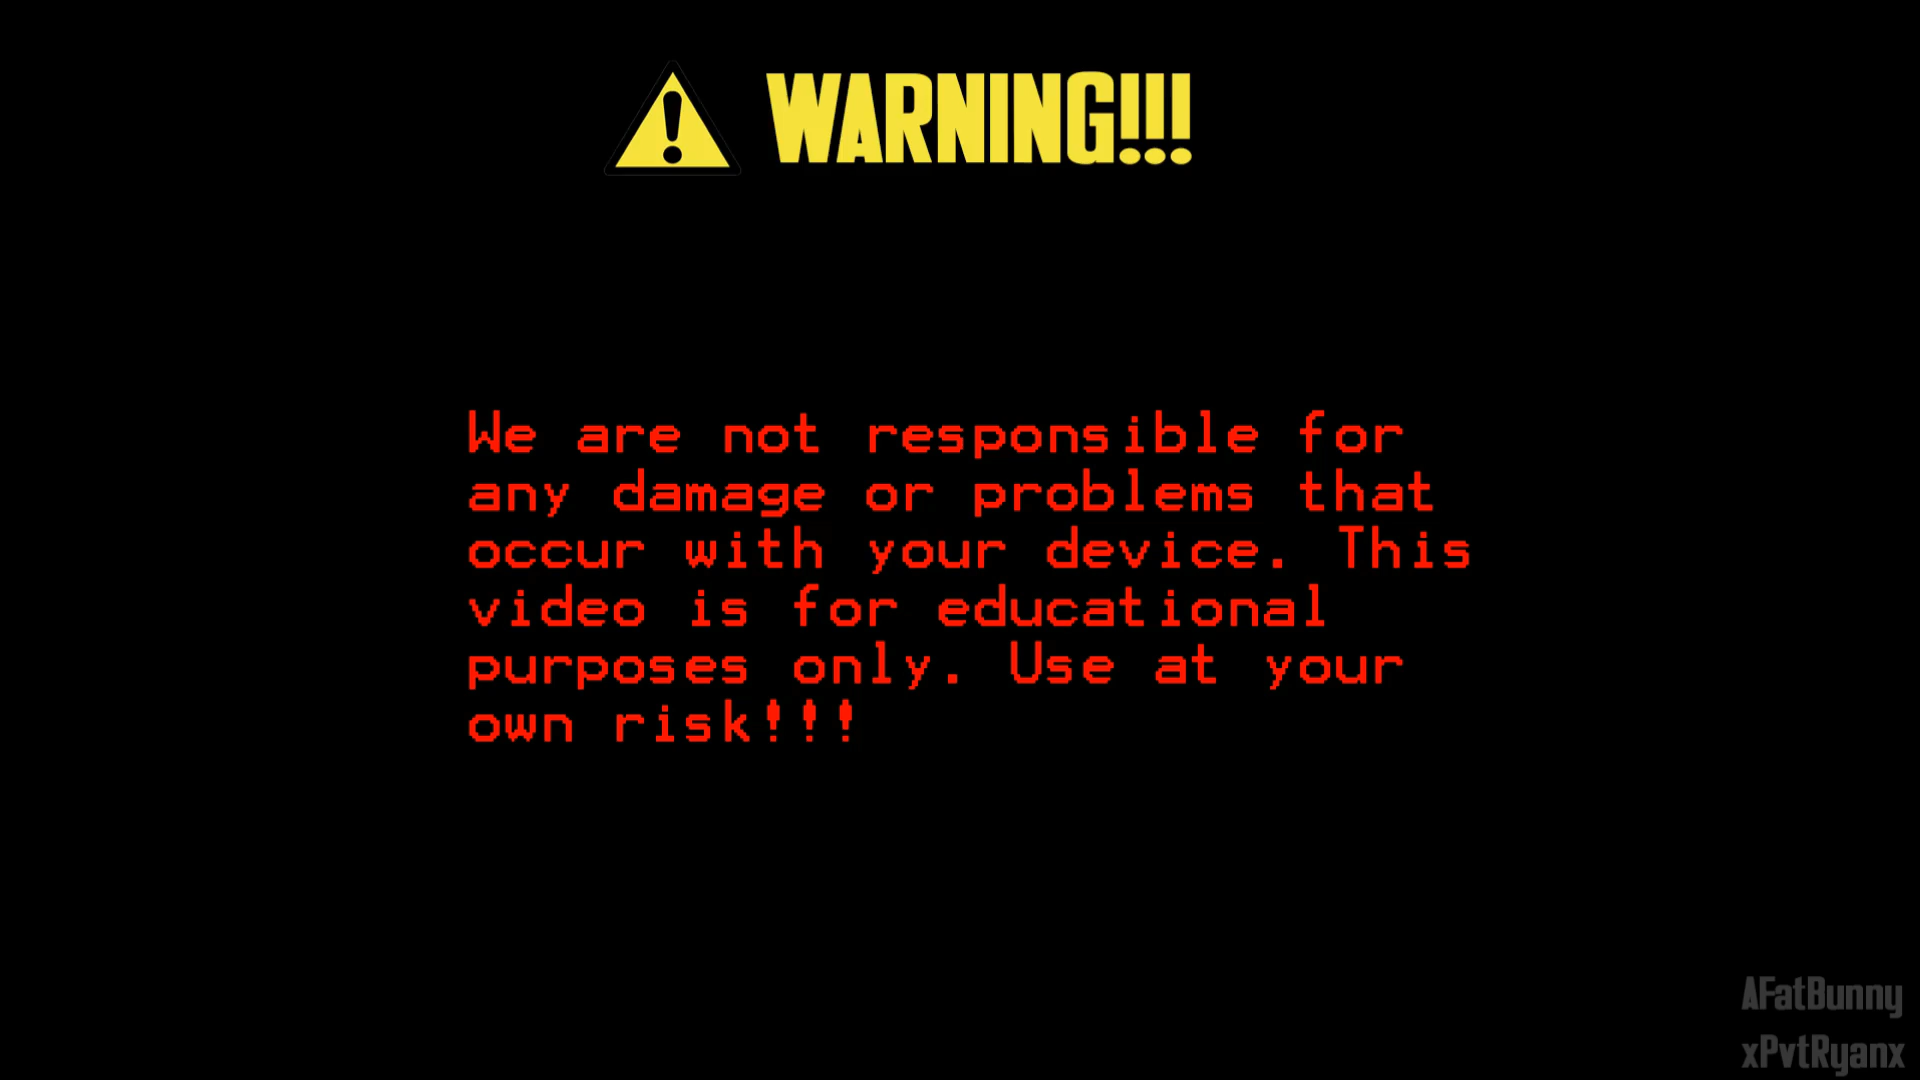 WARNING!!!
We are not responsible for
any damage or problems that
occur with your device. This
video is for educational
purposes only. Use at your
own risk!!!
AFatBunny
xPvtRyanx